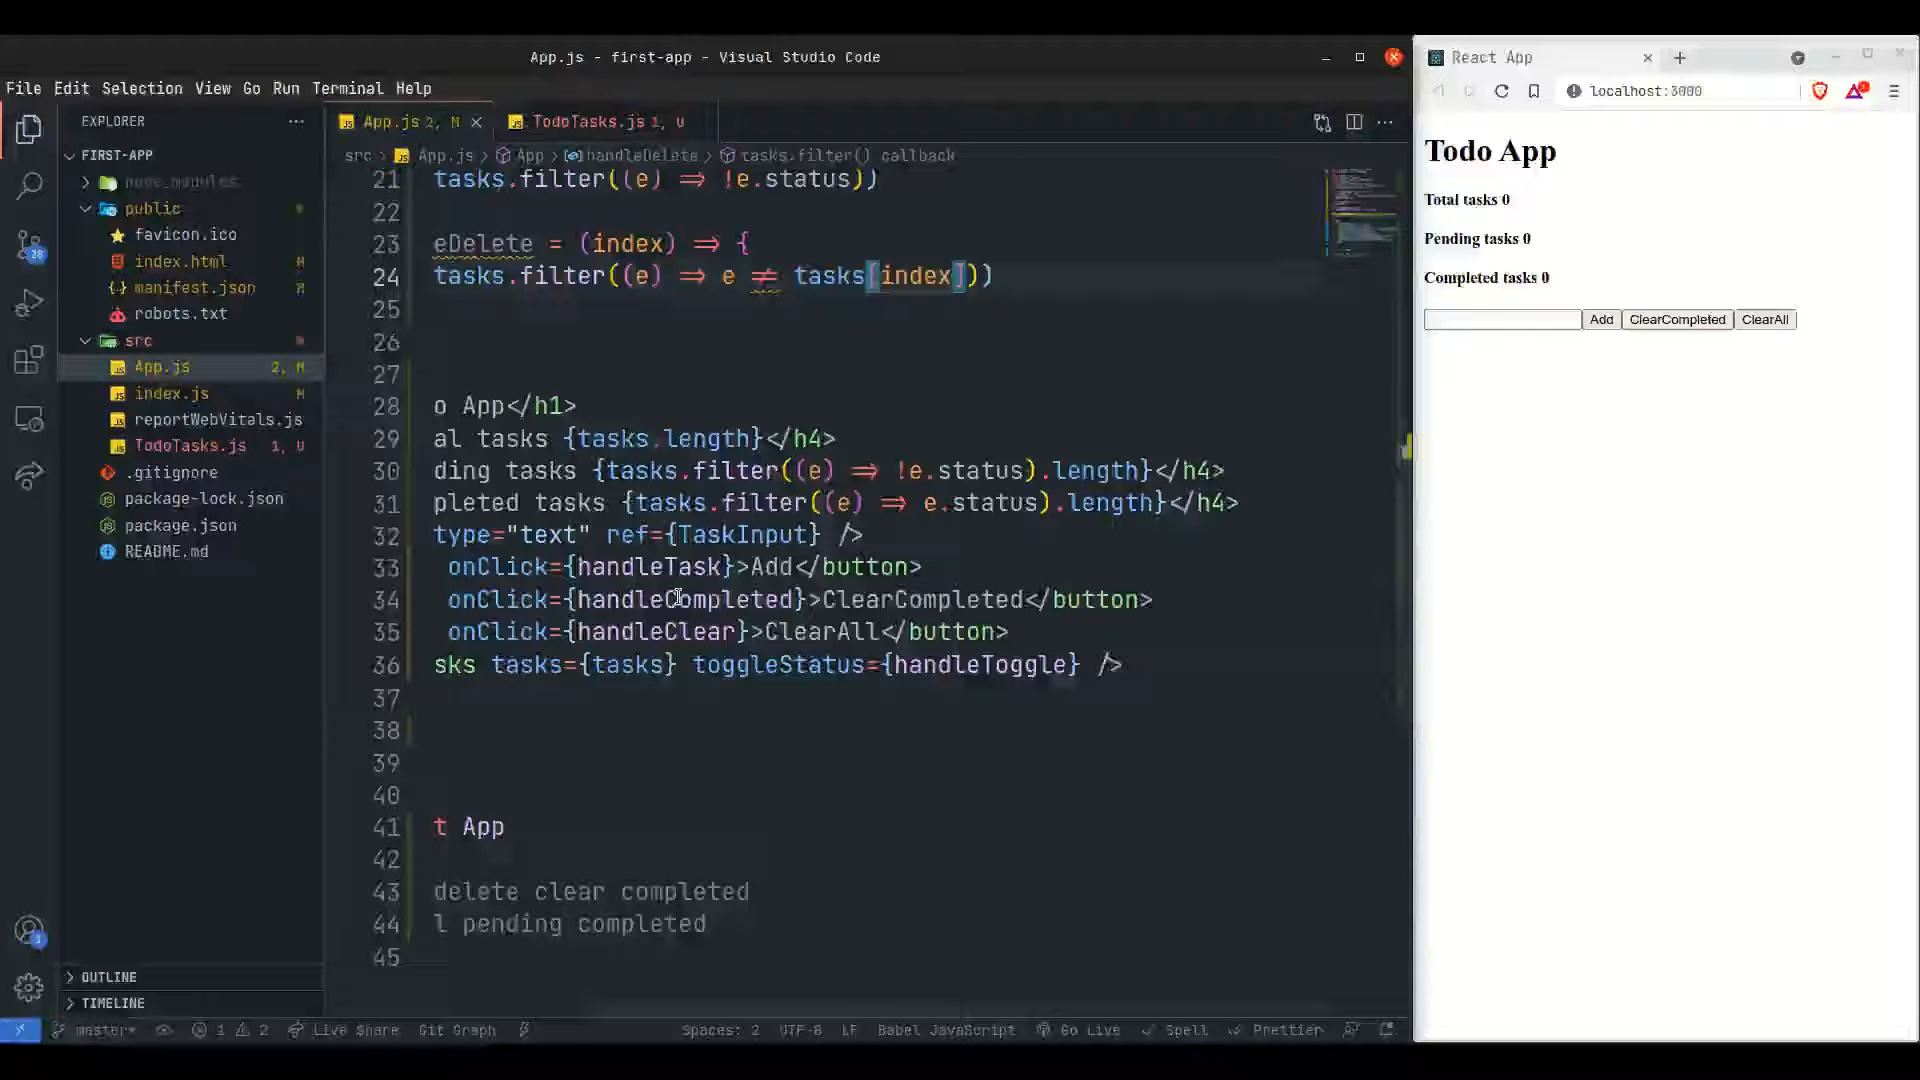 App.js - first-app - Visual Studio Code
File Edit Selection View Go Run Terminal Help
EXPLORER
FIRST-APP
node_modules
public
favicon.ico
index.html M
manifest.json M
robots.txt
src
App.js 2, M
index.js M
reportWebVitals.js
TodoTasks.js 1, U
.gitignore
package-lock.json
package.json
README.md
OUTLINE
TIMELINE
28
1
App.js 2, M
TodoTasks.js 1, U
src > App.js > App > handleDelete > tasks.filter() callback
21 tasks.filter((e) ⇒ !e.status))
22
23 eDelete = (index) ⇒ {
24 tasks.filter((e) ⇒ e ≠ tasks[index]))
25
26
27
28 o App</h1>
29 al tasks {tasks.length}</h4>
30 ding tasks {tasks.filter((e) ⇒ !e.status).length}</h4>
31 pleted tasks {tasks.filter((e) ⇒ e.status).length}</h4>
32 type="text" ref={TaskInput} />
33 onClick={handleTask}>Add</button>
34 onClick={handleCompleted}>ClearCompleted</button>
35 onClick={handleClear}>ClearAll</button>
36 sks tasks={tasks} toggleStatus={handleToggle} />
37
38
39
40
41 t App
42
43 delete clear completed
44 l pending completed
45
master* 1 2 Live Share Git Graph Spaces: 2 UTF-8 LF Babel JavaScript Go Live Spell Prettier
React App
localhost:3000
Todo App
Total tasks 0
Pending tasks 0
Completed tasks 0
Add ClearCompleted ClearAll